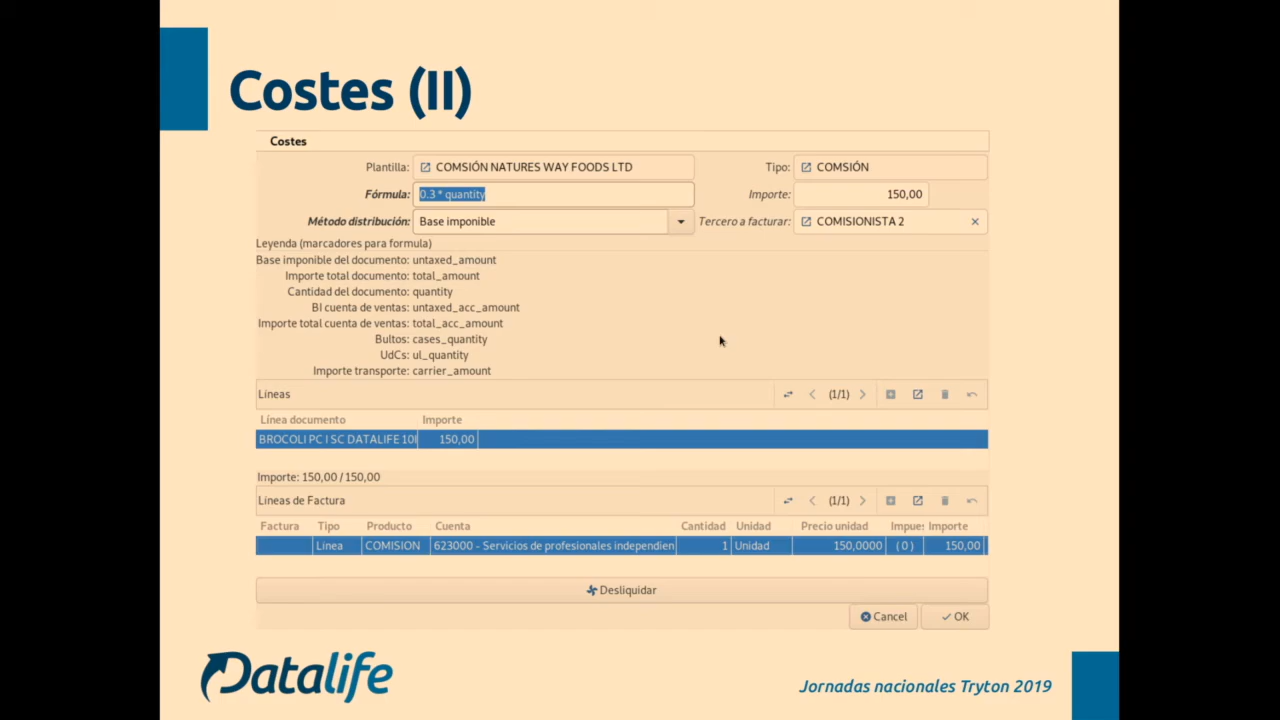 Costes (II)
Costes
Plantilla: COMSIÓN NATURES WAY FOODS LTD Tipo: COMSIÓN
Fórmula: 0.3 * quantity Importe: 150,00
Método distribución: Base imponible Tercero a facturar: COMISIONISTA 2
Leyenda (marcadores para formula)
Base imponible del documento: untaxed_amount
Importe total documento: total_amount
Cantidad del documento: quantity
BI cuenta de ventas: untaxed_acc_amount
Importe total cuenta de ventas: total_acc_amount
Bultos: cases_quantity
UdCs: ul_quantity
Importe transporte: carrier_amount
Líneas (1/1)
Línea documento Importe
BROCOLI PC I SC DATALIFE 10 150,00
Importe: 150,00 / 150,00
Líneas de Factura (1/1)
Factura Tipo Producto Cuenta Cantidad Unidad Precio unidad Impue: Importe
Línea COMISION 623000 - Servicios de profesionales independien 1 Unidad 150,0000 ( 0 ) 150,00
Desliquidar
Cancel OK
Datalife
Jornadas nacionales Tryton 2019